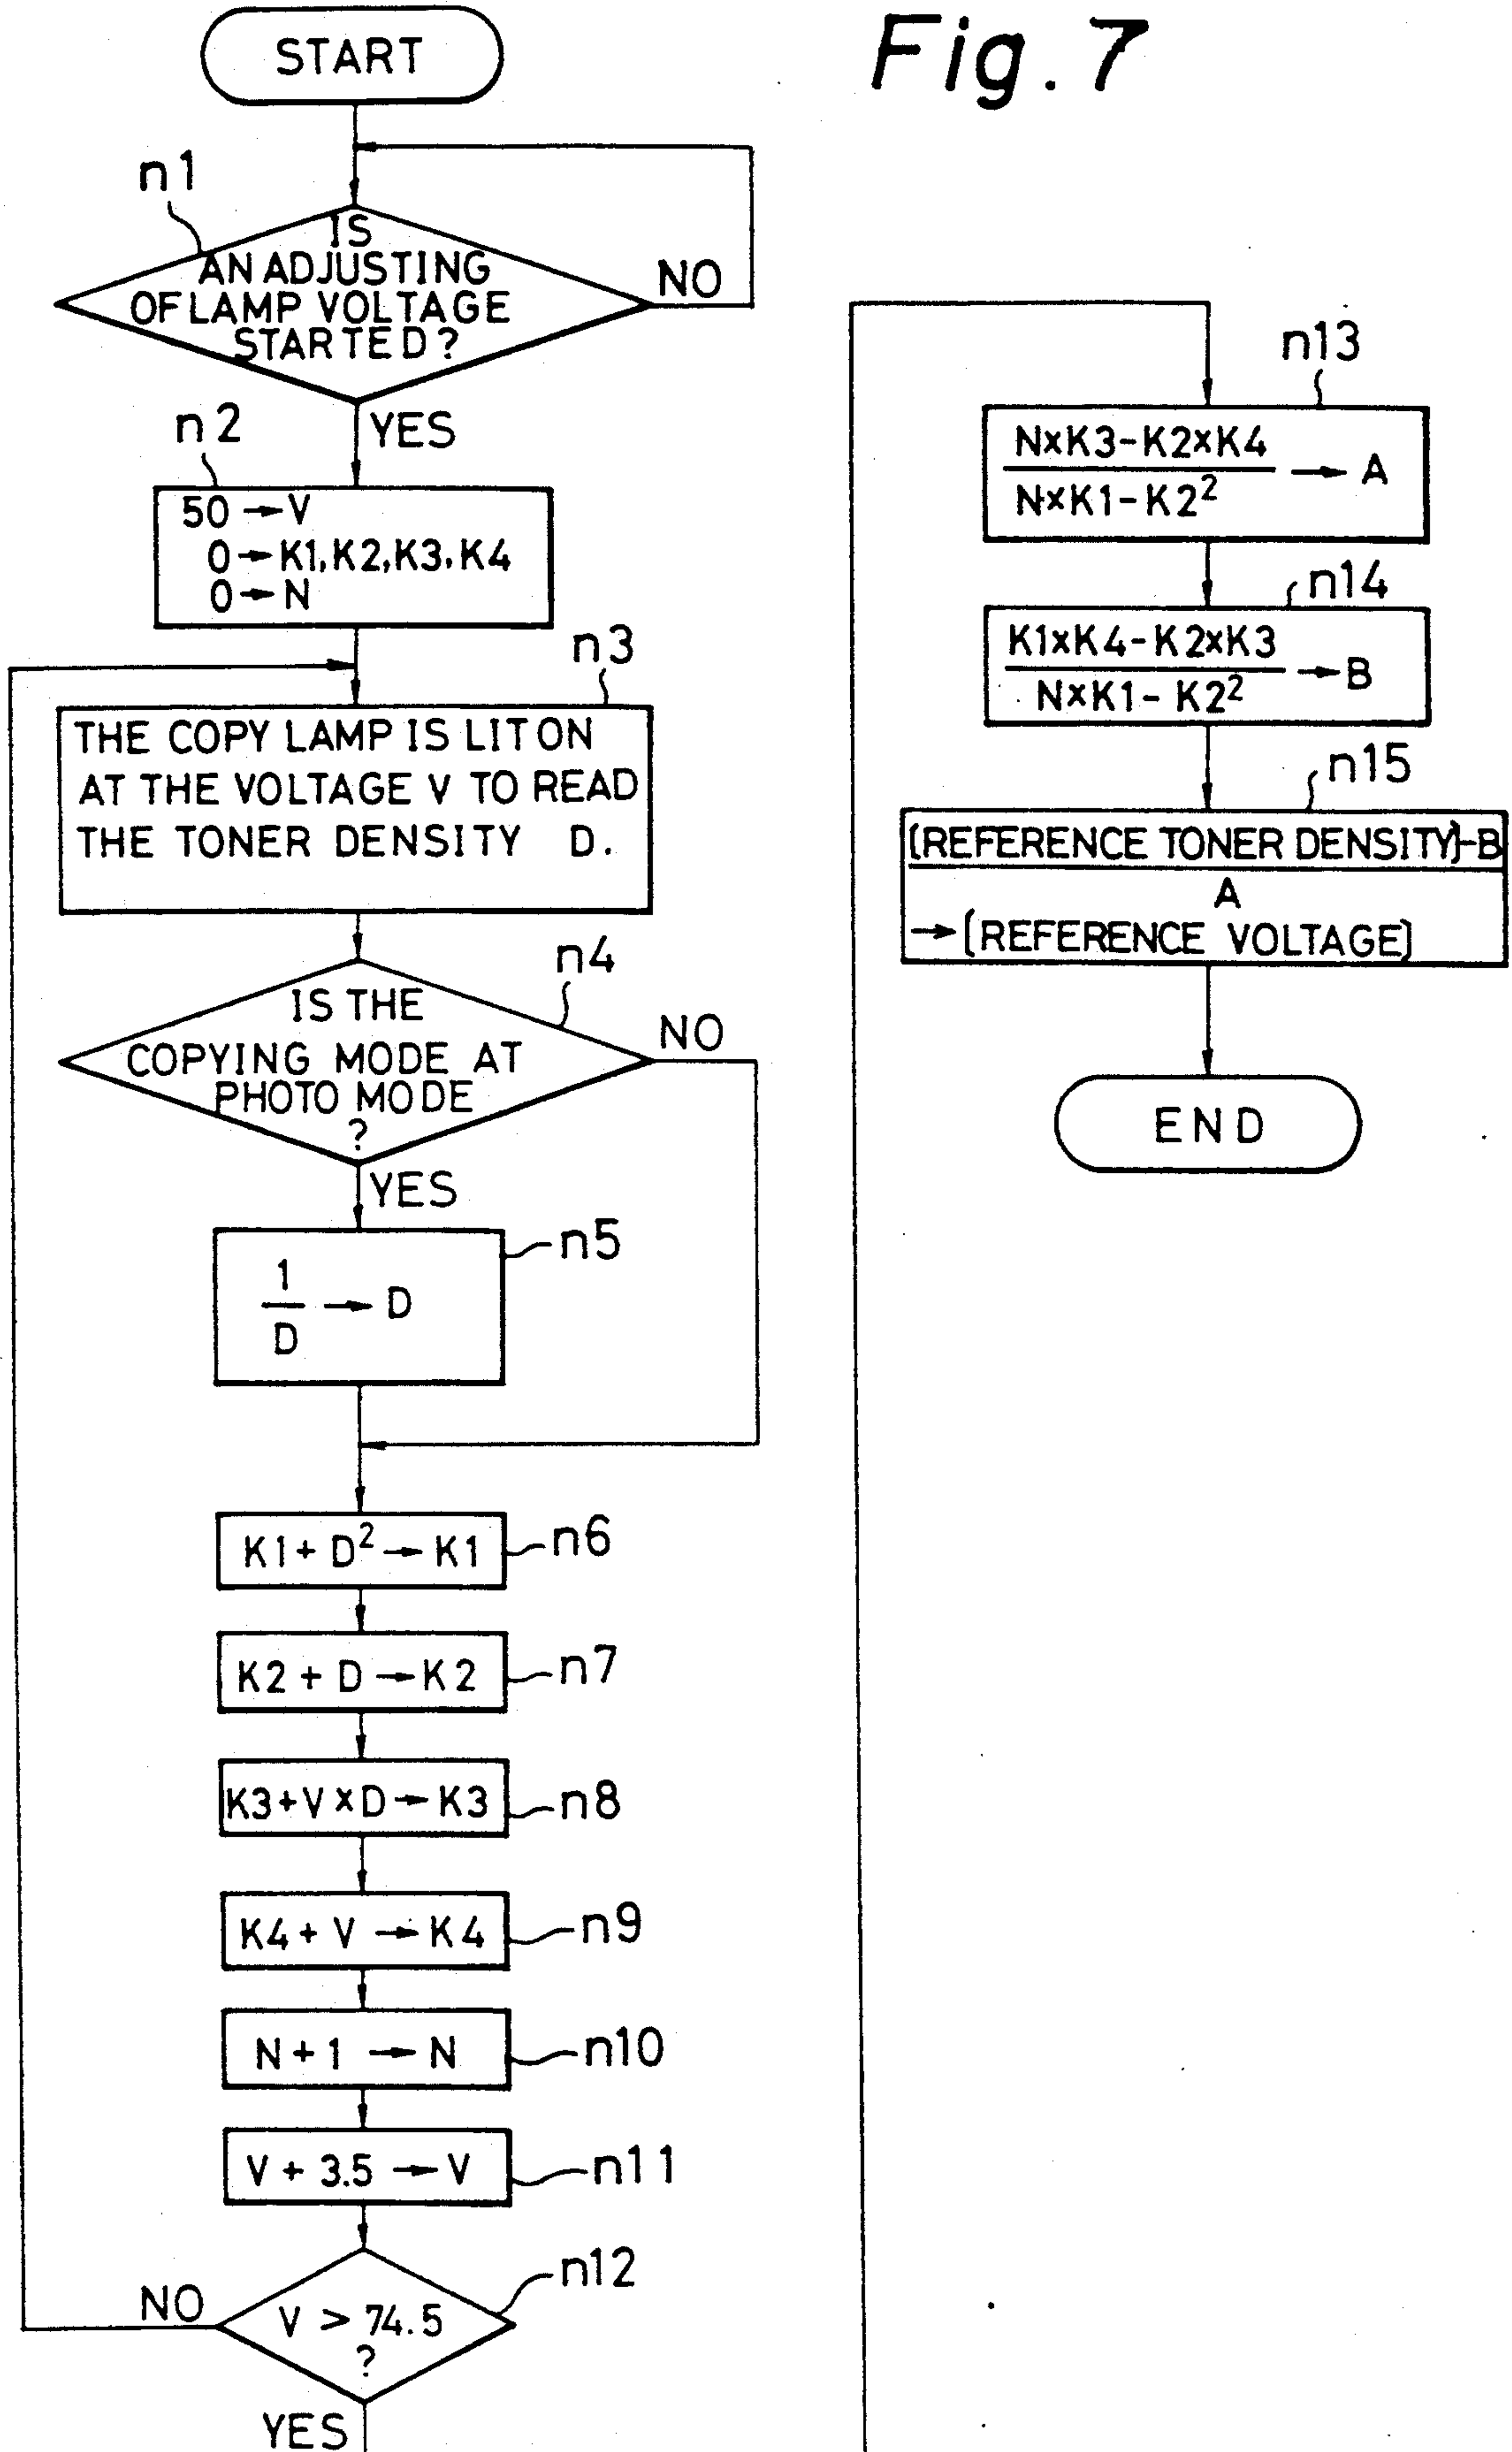 Fig. 7
START
n1
IS
AN ADJUSTING
OF LAMP VOLTAGE
STARTED?
NO
YES
n2
50 → V
0 → K1, K2, K3, K4
0 → N
n3
THE COPY LAMP IS LIT ON
AT THE VOLTAGE V TO READ
THE TONER DENSITY D.
n4
IS THE
COPYING MODE AT
PHOTO MODE
?
NO
YES
n5
1
D → D
K1 + D² → K1
n6
K2 + D → K2
n7
K3 + V × D → K3
n8
K4 + V → K4
n9
N + 1 → N
n10
V + 3.5 → V
n11
n12
V > 74.5
?
NO
YES
n13
N×K3-K2×K4
N×K1-K2² → A
n14
K1×K4-K2×K3
N×K1-K2² → B
n15
[REFERENCE TONER DENSITY]-B
A
→ [REFERENCE VOLTAGE]
END